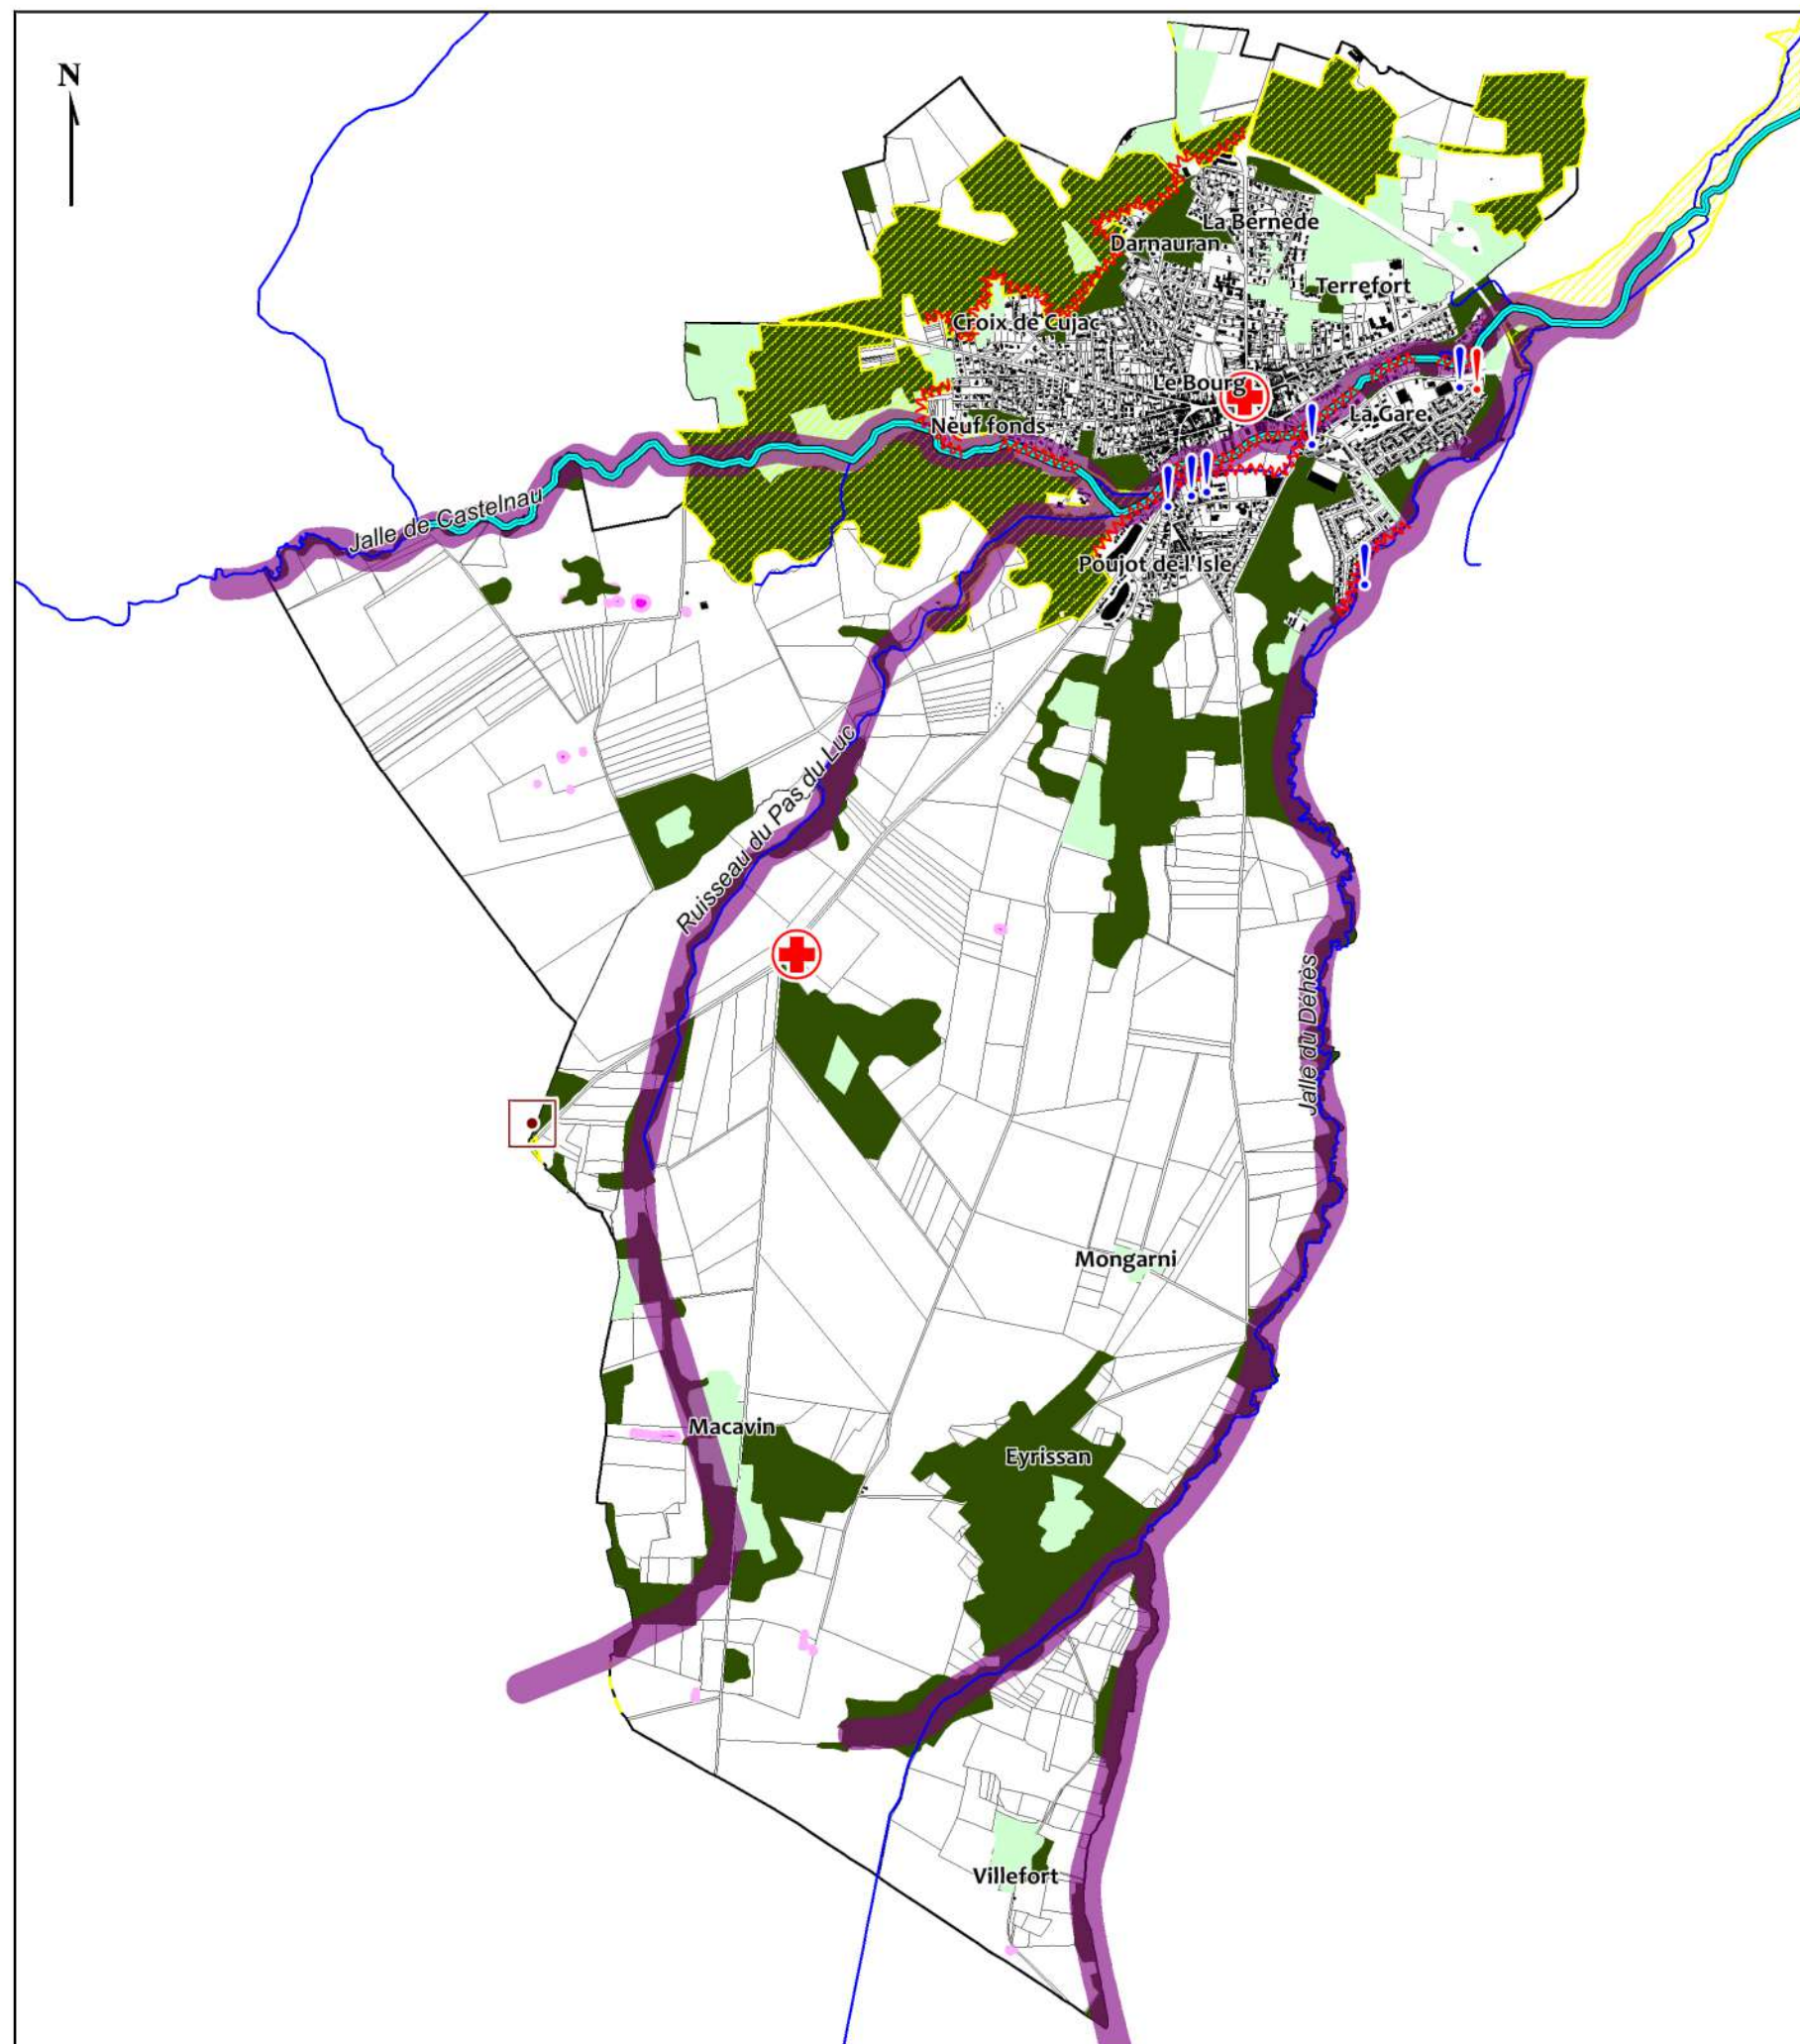 N
La Bernede
Darnauran
Terrefort
Croix de Cujac
Le Bourg
La Gare
Neuf fonds
Jalle de Castelnau
Poujot de l'Isle
Ruisseau du Pas du Luc
Jalle du Dehès
Mongarni
Macavin
Eyrissan
Villefort